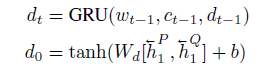 d_t = GRU(w_{t−1}, c_{t−1}, d_{t−1})
d_0 = tanh(W_d[\overleftarrow{h}_1^P, \overleftarrow{h}_1^Q] + b)